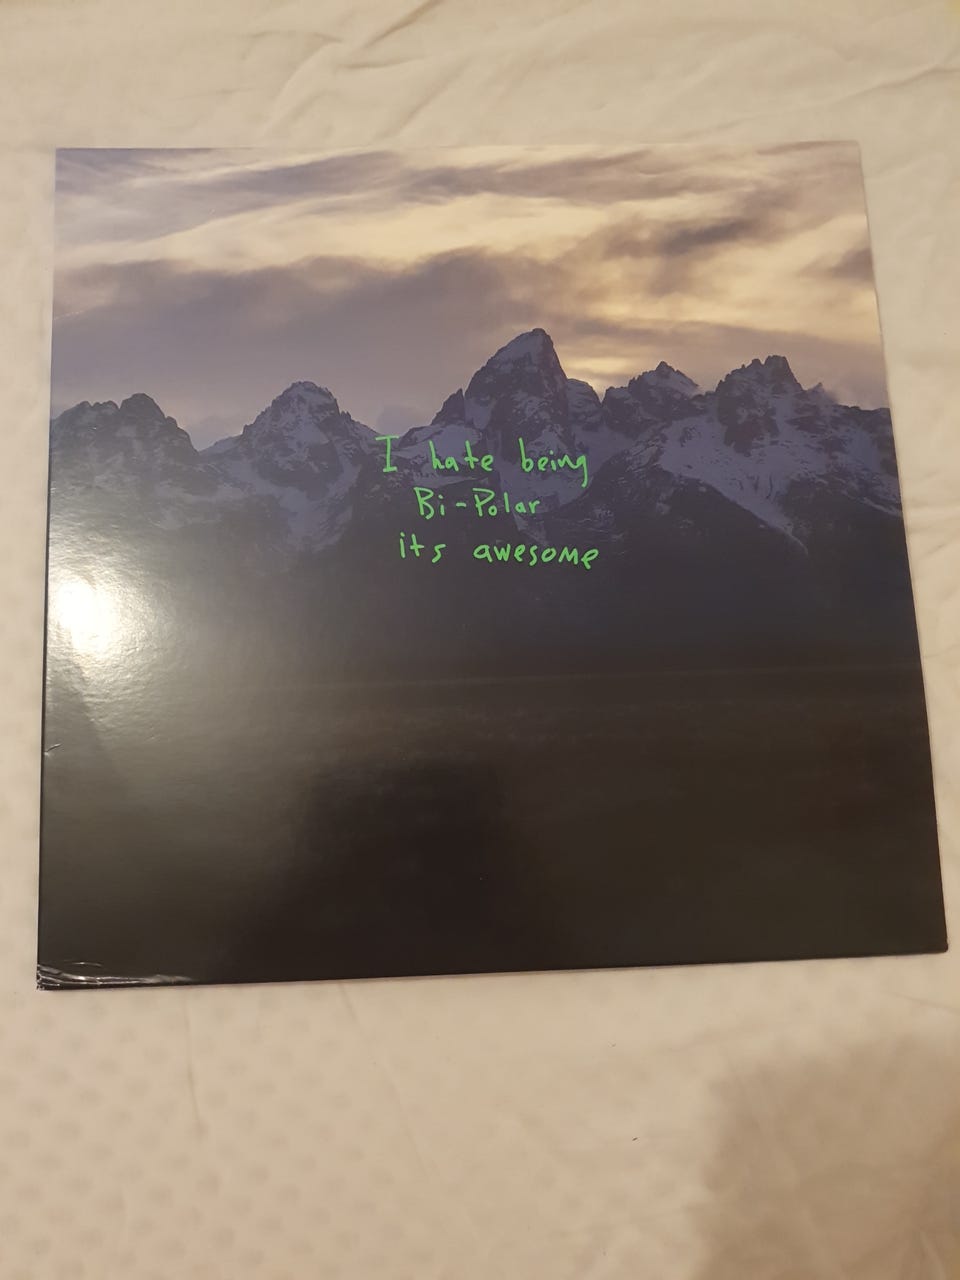 I hate being
Bi-Polar
its awesome